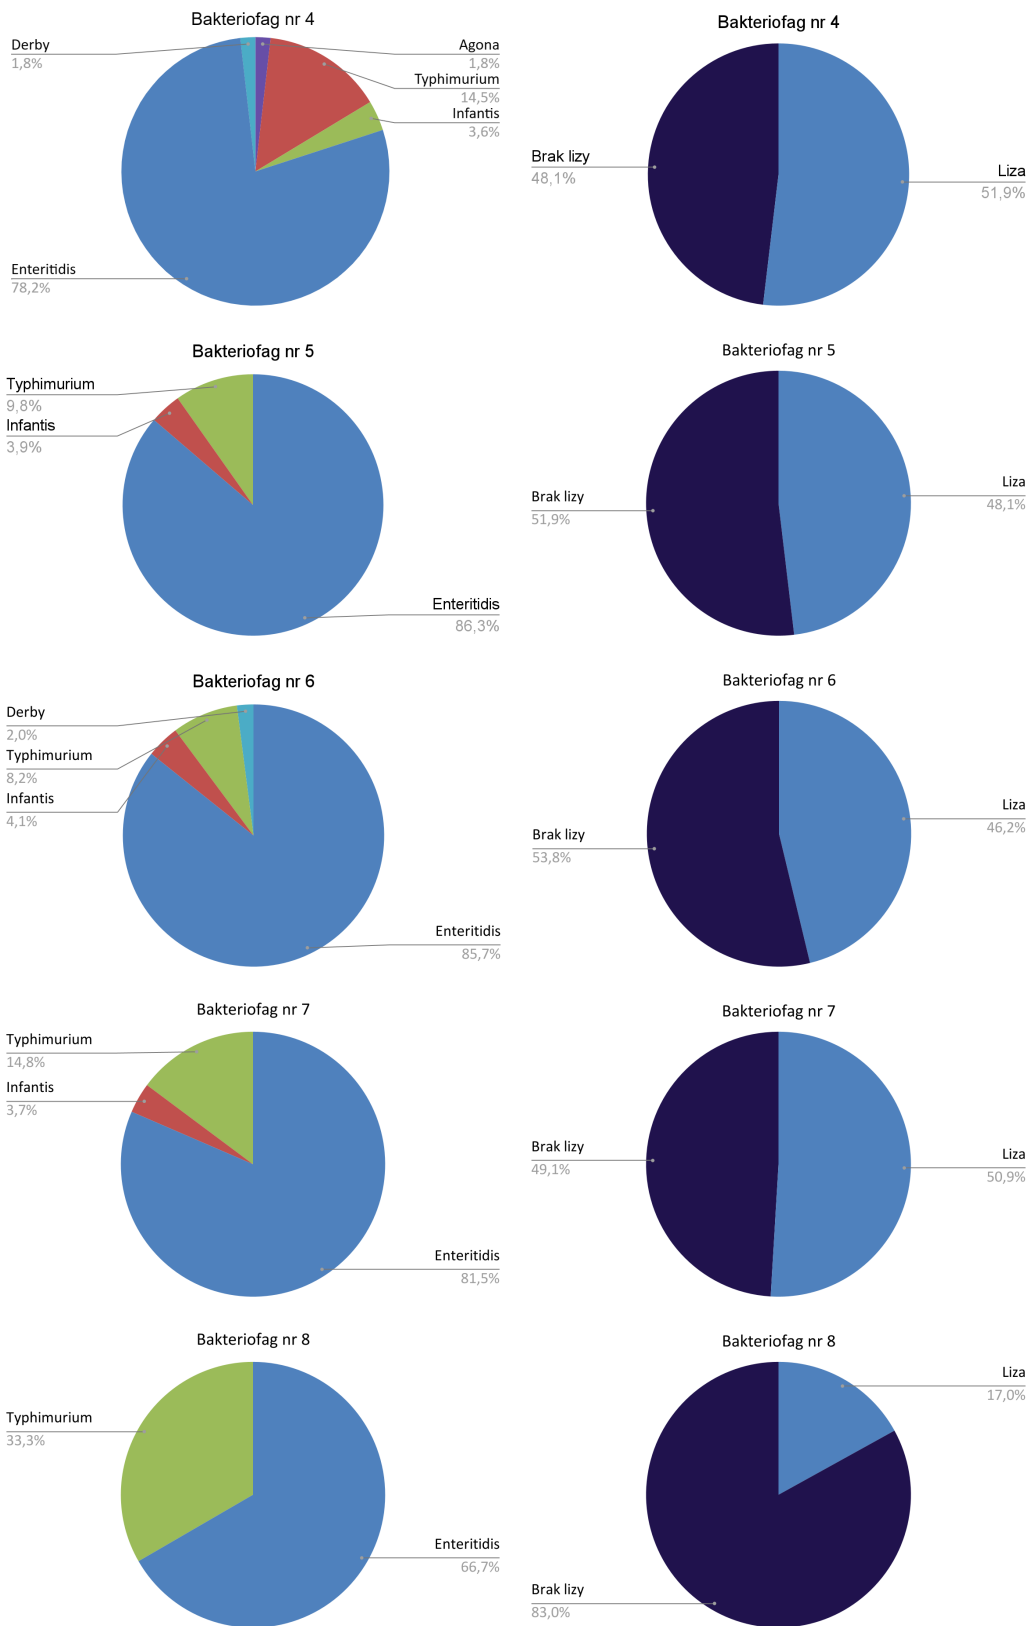 Bakteriofag nr 4
Derby
1,8%
Agona
1,8%
Typhimurium
14,5%
Infantis
3,6%
Enteritidis
78,2%
Bakteriofag nr 4
Brak lizy
48,1%
Liza
51,9%
Bakteriofag nr 5
Typhimurium
9,8%
Infantis
3,9%
Enteritidis
86,3%
Bakteriofag nr 5
Brak lizy
51,9%
Liza
48,1%
Bakteriofag nr 6
Derby
2,0%
Typhimurium
8,2%
Infantis
4,1%
Enteritidis
85,7%
Bakteriofag nr 6
Brak lizy
53,8%
Liza
46,2%
Bakteriofag nr 7
Typhimurium
14,8%
Infantis
3,7%
Enteritidis
81,5%
Bakteriofag nr 7
Brak lizy
49,1%
Liza
50,9%
Bakteriofag nr 8
Typhimurium
33,3%
Enteritidis
66,7%
Bakteriofag nr 8
Liza
17,0%
Brak lizy
83,0%